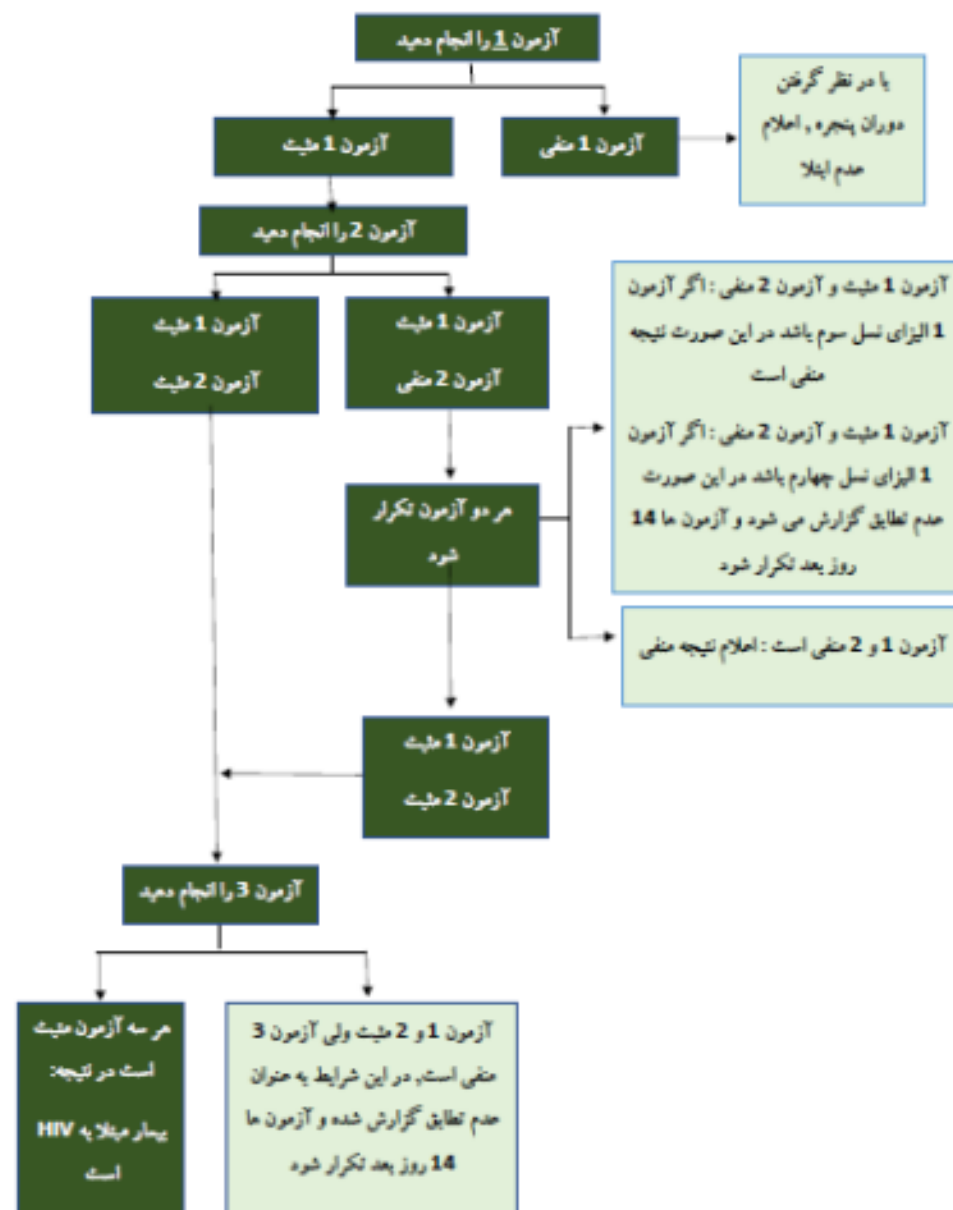 آزمون 1 را انجام دهید
با در نظر گرفتن
دوران پنجره , اعلام
عدم ابتلا
آزمون 1 منفی
آزمون 1 مثبت
آزمون 2 را انجام دهید
آزمون 1 مثبت
آزمون 2 منفی
آزمون 1 مثبت
آزمون 2 مثبت
آزمون 1 مثبت و آزمون 2 منفی : اگر آزمون
1 الیزای نسل سوم باشد در این صورت نتیجه
منفی است
آزمون 1 مثبت و آزمون 2 منفی : اگر آزمون
1 الیزای نسل چهارم باشد در این صورت
عدم تطابق گزارش می شود و آزمون ها 14
روز بعد تکرار شود
هر دو آزمون تکرار
شود
آزمون 1 و 2 منفی است : اعلام نتیجه منفی
آزمون 1 مثبت
آزمون 2 مثبت
آزمون 3 را انجام دهید
آزمون 1 و 2 مثبت ولی آزمون 3
منفی است, در این شرایط به عنوان
عدم تطابق گزارش شده و آزمون ها
14 روز بعد تکرار شود
هر سه آزمون مثبت
است در نتیجه:
بیمار مبتلا به HIV
است